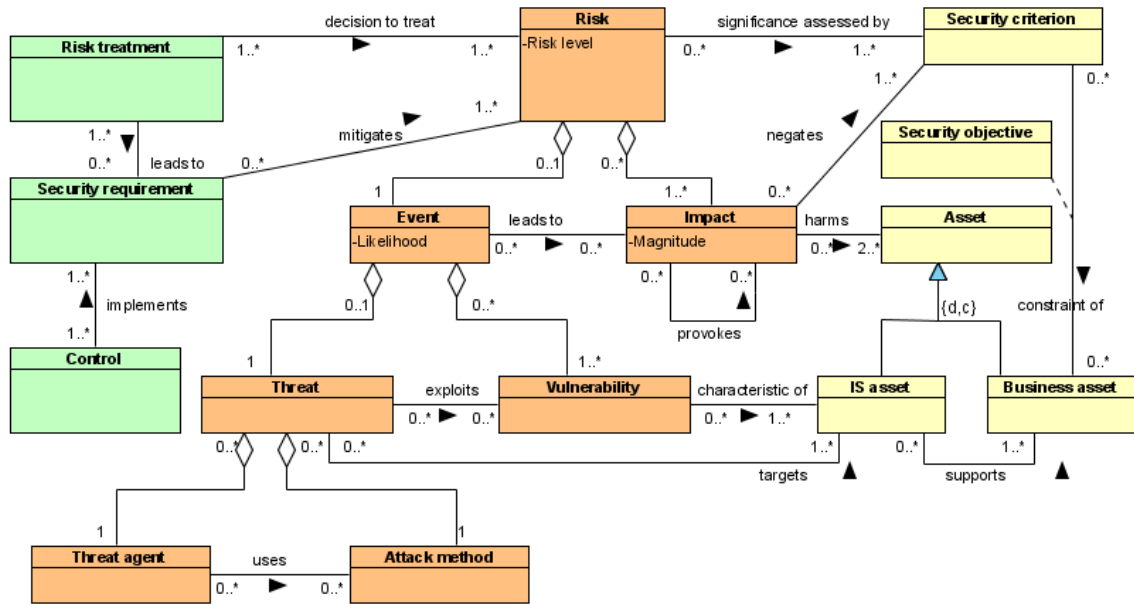 Risk treatment
decision to treat
1..*
1..*
Risk
-Risk level
significance assessed by
0..*
1..*
Security criterion
0..*
1..*
1..*
0..*
leads to
mitigates
0..*
1..*
negates
0..*
Security objective
Security requirement
0..1
1
0..*
1..*
Event
-Likelihood
leads to
0..*
0..*
Impact
-Magnitude
harms
0..*
2..*
Asset
0..*
0..*
provokes
1..*
implements
1..*
Control
{d,c}
constraint of
0..*
0..1
1
0..*
1..*
Threat
exploits
0..*
0..*
Vulnerability
characteristic of
0..*
1..*
IS asset
Business asset
0..*
0..*
0..*
targets
1..*
0..*
supports
1..*
1
1
Threat agent
uses
0..*
0..*
Attack method